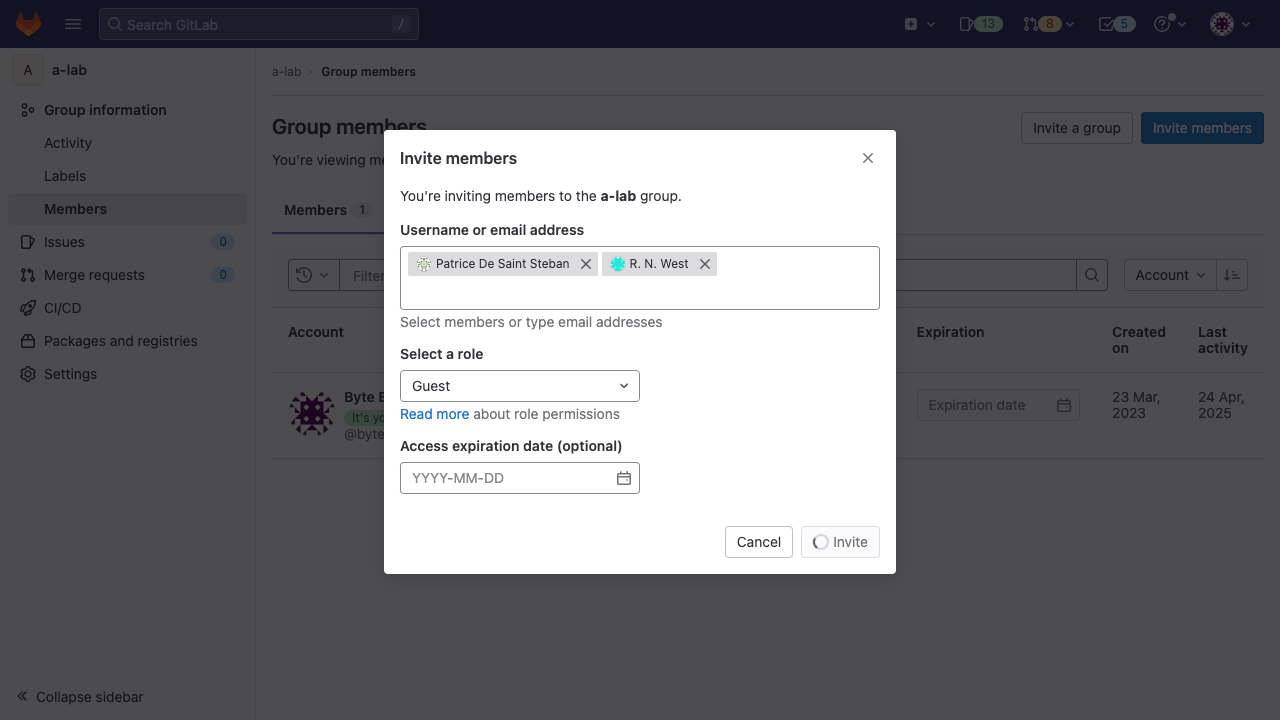 Search GitLab
/
13
8
5
A
a-lab
Group information
Activity
Labels
Members
Issues
0
Merge requests
0
CI/CD
Packages and registries
Settings
Collapse sidebar
a-lab
Group members
Group members
Invite a group
Invite members
You're viewing me
Members
1
Filter
Account
Account
Expiration
Created
on
Last
activity
Byte B
It's yo
@byte
Expiration date
23 Mar,
2023
24 Apr,
2025
Invite members
You're inviting members to the a-lab group.
Username or email address
Patrice De Saint Steban
R. N. West
Select members or type email addresses
Select a role
Guest
Read more about role permissions
Access expiration date (optional)
YYYY-MM-DD
Cancel
Invite